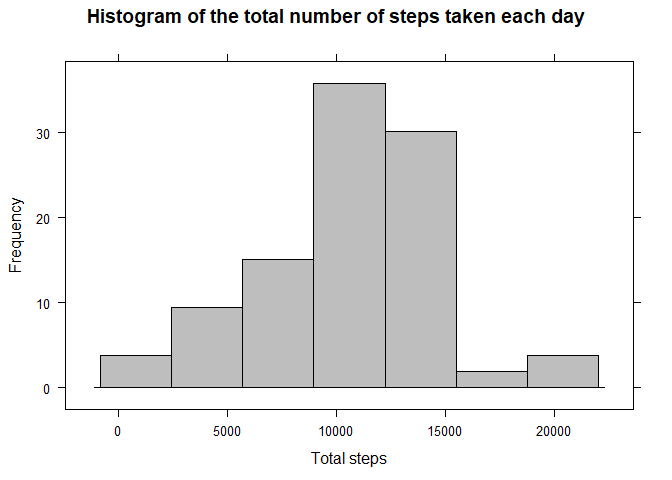 Histogram of the total number of steps taken each day
30
20
10
0
Frequency
0 5000 10000 15000 20000
Total steps